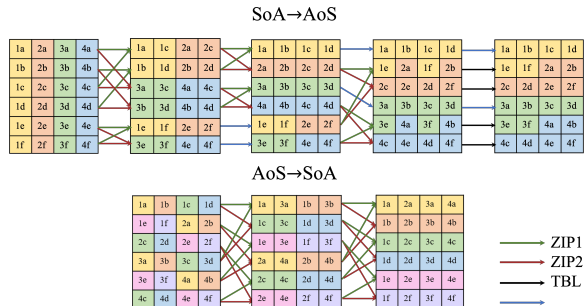 SoA→AoS
1a 2a 3a 4a 1a 1c 2a 2c 1a 1b 1c 1d 1a 1b 1c 1d 1a 1b 1c 1d
1b 2b 3b 4b 1b 1d 2b 2d 2a 2b 2c 2d 1e 2a 1f 2b 1e 1f 2a 2b
1c 2c 3c 4c 3a 3c 4a 4c 3a 3b 3c 3d 2c 2e 2d 2f 2c 2d 2e 2f
1d 2d 3d 4d 3b 3d 4b 4d 4a 4b 4c 4d 3a 3b 3c 3d 3a 3b 3c 3d
1e 2e 3e 4e 1e 1f 2e 2f 1e 1f 2e 2f 3e 4a 3f 4b 3e 3f 4a 4b
1f 2f 3f 4f 3e 3f 4e 4f 3e 3f 4e 4f 4c 4e 4d 4f 4c 4d 4e 4f
AoS→SoA
1a 1b 1c 1d 1a 3a 1b 3b 1a 2a 3a 4a
1e 1f 2a 2b 1c 3c 1d 3d 1b 2b 3b 4b
2c 2d 2e 2f 1e 3e 1f 3f 1c 2c 3c 4c
3a 3b 3c 3d 2a 4a 2b 4b 1d 2d 3d 4d
3e 3f 4a 4b 2c 4c 2d 4d 1e 2e 3e 4e
4c 4d 4e 4f 2e 4e 2f 4f 1f 2f 3f 4f
ZIP1
ZIP2
TBL